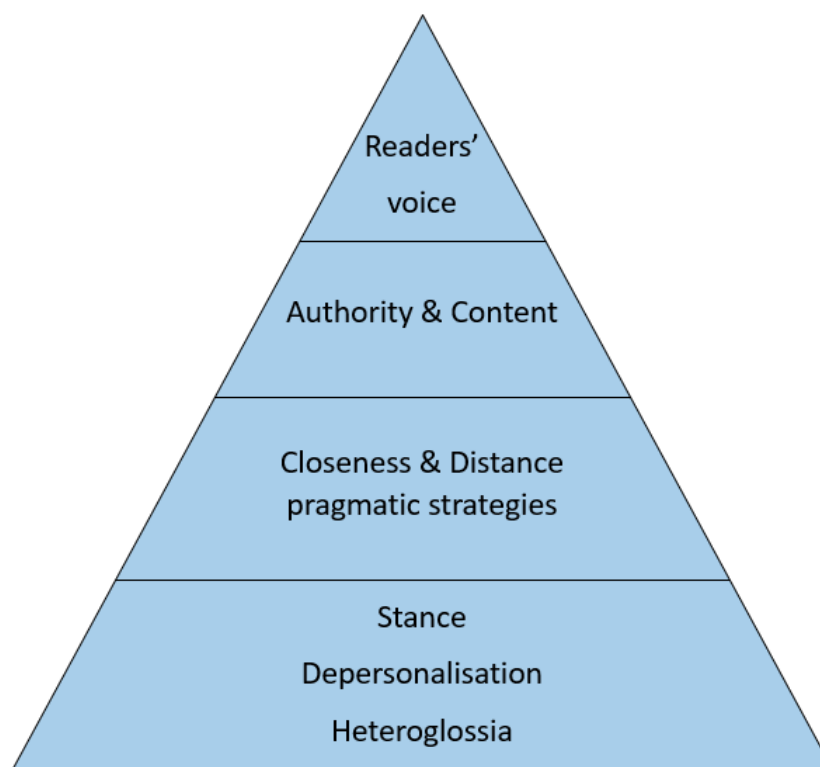 Readers’
voice
Authority & Content
Closeness & Distance
pragmatic strategies
Stance
Depersonalisation
Heteroglossia